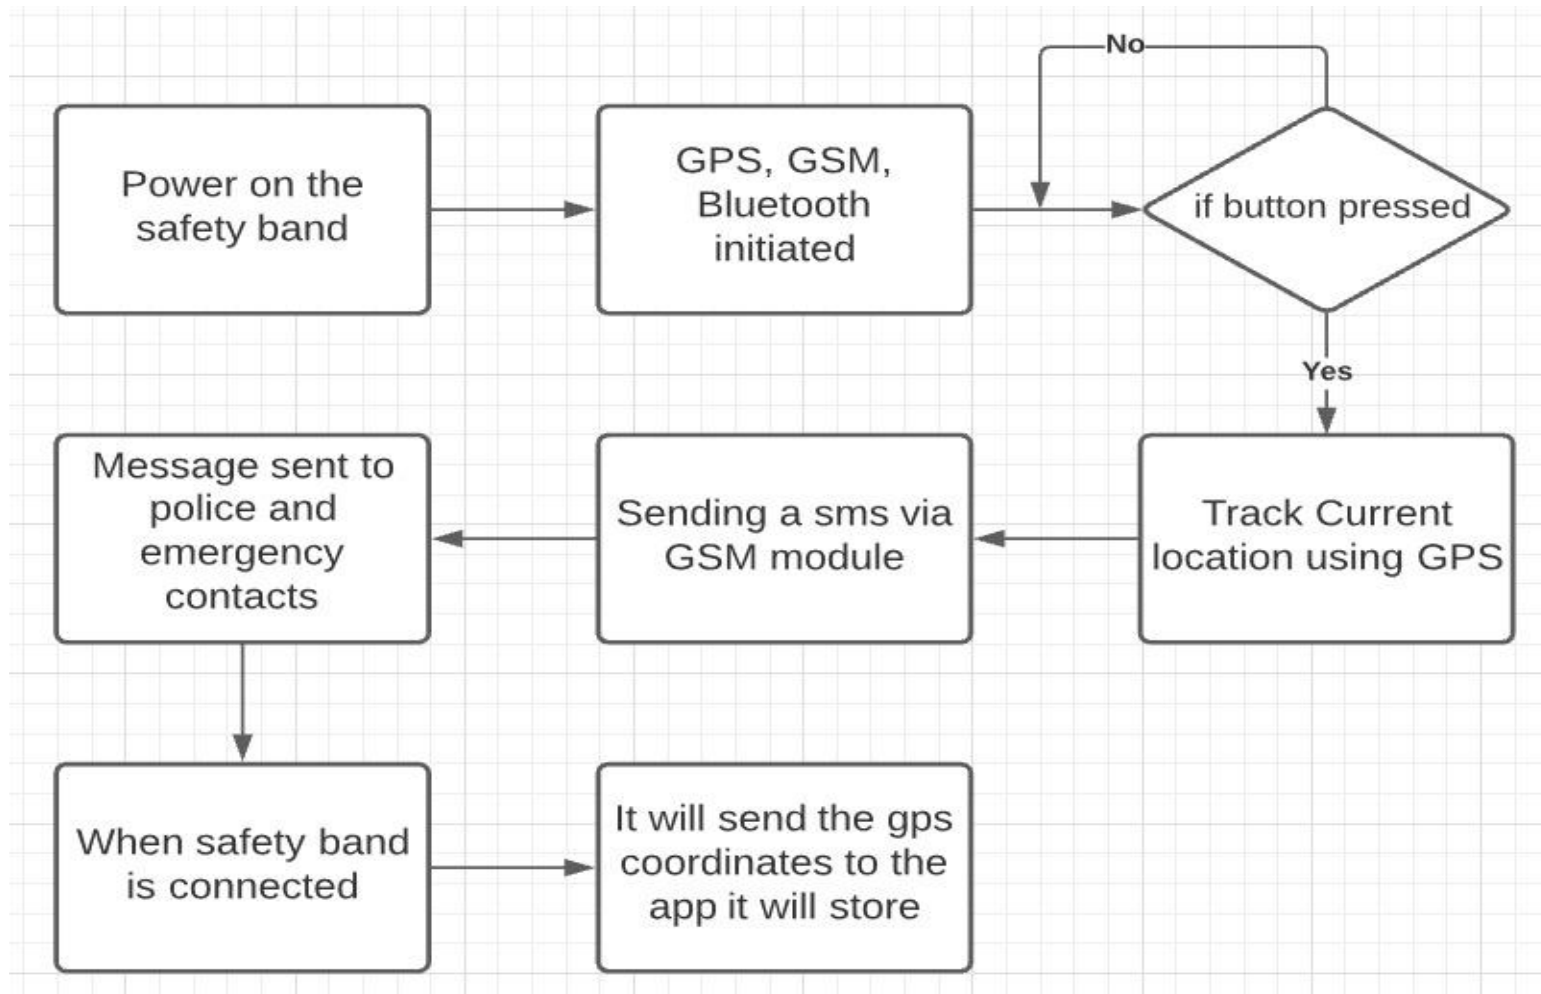 No
Power on the
safety band
GPS, GSM,
Bluetooth
initiated
if button pressed
Yes
Track Current
location using GPS
Sending a sms via
GSM module
Message sent to
police and
emergency
contacts
When safety band
is connected
It will send the gps
coordinates to the
app it will store